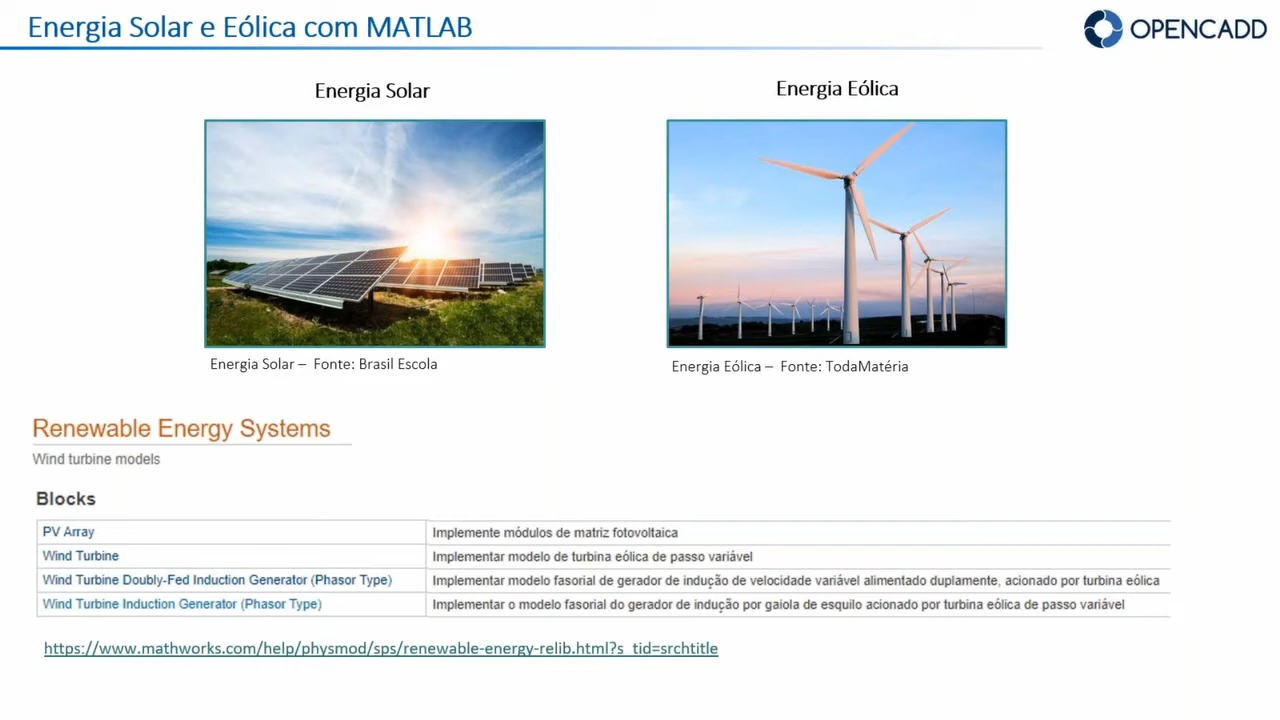 Energia Solar e Eólica com MATLAB
OPENCADD
Energia Solar
Energia Eólica
Energia Solar – Fonte: Brasil Escola
Energia Eólica – Fonte: TodaMatéria
Renewable Energy Systems
Wind turbine models
Blocks
PV Array
Implemente módulos de matriz fotovoltaica
Wind Turbine
Implementar modelo de turbina eólica de passo variável
Wind Turbine Doubly-Fed Induction Generator (Phasor Type)
Implementar modelo fasorial de gerador de indução de velocidade variável alimentado duplamente, acionado por turbina eólica
Wind Turbine Induction Generator (Phasor Type)
Implementar o modelo fasorial do gerador de indução por gaiola de esquilo acionado por turbina eólica de passo variável
https://www.mathworks.com/help/physmod/sps/renewable-energy-relib.html?s_tid=srchtitle